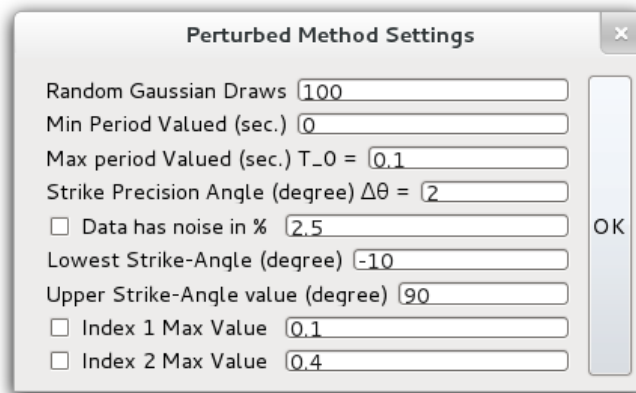 Perturbed Method Settings ×
Random Gaussian Draws 100
Min Period Valued (sec.) 0
Max period Valued (sec.) T_0 = 0.1
Strike Precision Angle (degree) Δθ = 2
Data has noise in % 2.5
OK
Lowest Strike-Angle (degree) -10
Upper Strike-Angle value (degree) 90
Index 1 Max Value 0.1
Index 2 Max Value 0.4